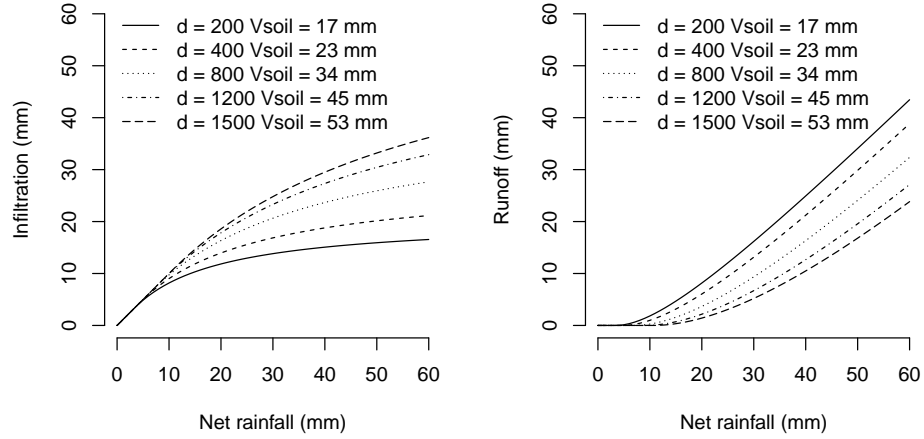 60
50
40
30
20
10
0
Infiltration (mm)
d = 200 Vsoil = 17 mm
d = 400 Vsoil = 23 mm
d = 800 Vsoil = 34 mm
d = 1200 Vsoil = 45 mm
d = 1500 Vsoil = 53 mm
0 10 20 30 40 50 60
Net rainfall (mm)
60
50
40
30
20
10
0
Runoff (mm)
d = 200 Vsoil = 17 mm
d = 400 Vsoil = 23 mm
d = 800 Vsoil = 34 mm
d = 1200 Vsoil = 45 mm
d = 1500 Vsoil = 53 mm
0 10 20 30 40 50 60
Net rainfall (mm)